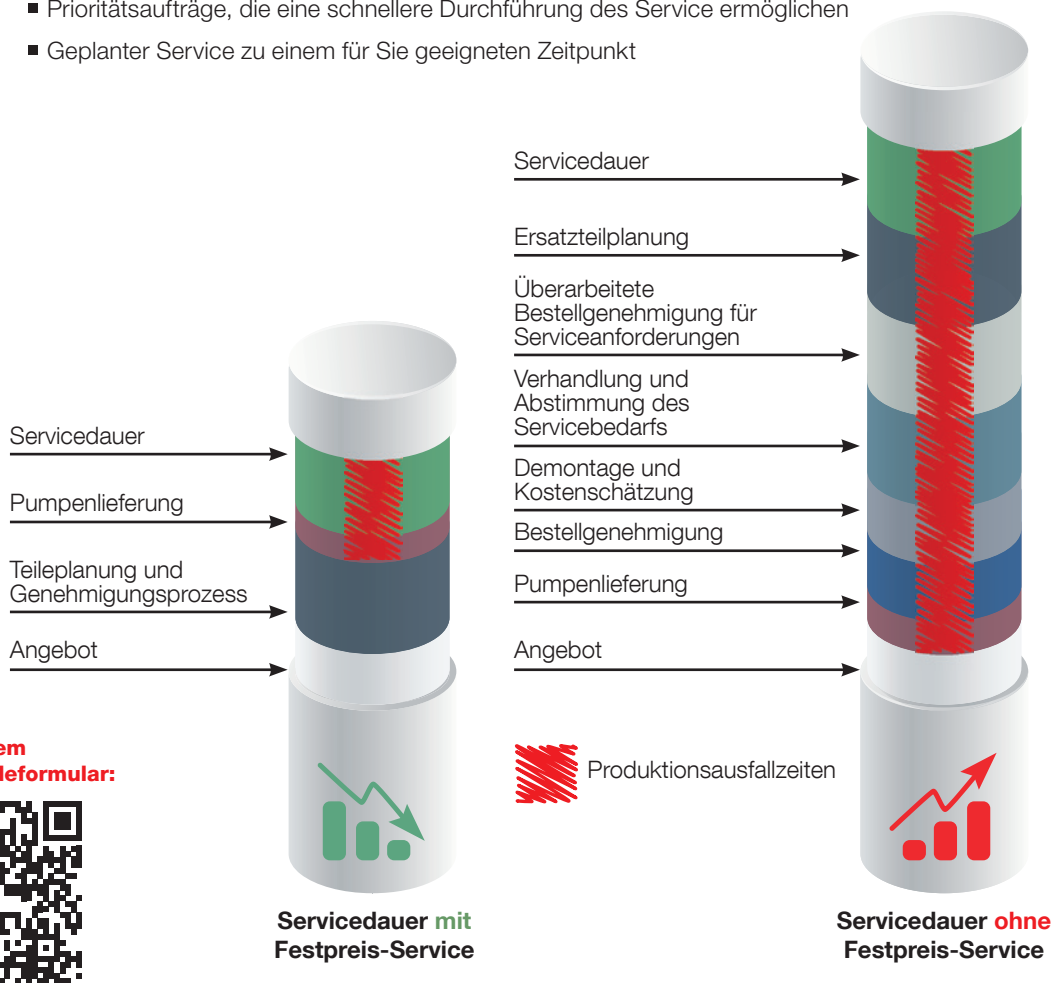 Prioritätsaufträge, die eine schnellere Durchführung des Service ermöglichen
Geplanter Service zu einem für Sie geeigneten Zeitpunkt
Servicedauer
Pumpenlieferung
Teileplanung und
Genehmigungsprozess
Angebot
Servicedauer mit
Festpreis-Service
Servicedauer
Ersatzteilplanung
Überarbeitete
Bestellgenehmigung für
Serviceanforderungen
Verhandlung und
Abstimmung des
Servicebedarfs
Demontage und
Kostenschätzung
Bestellgenehmigung
Pumpenlieferung
Angebot
Produktionsausfallzeiten
Servicedauer ohne
Festpreis-Service